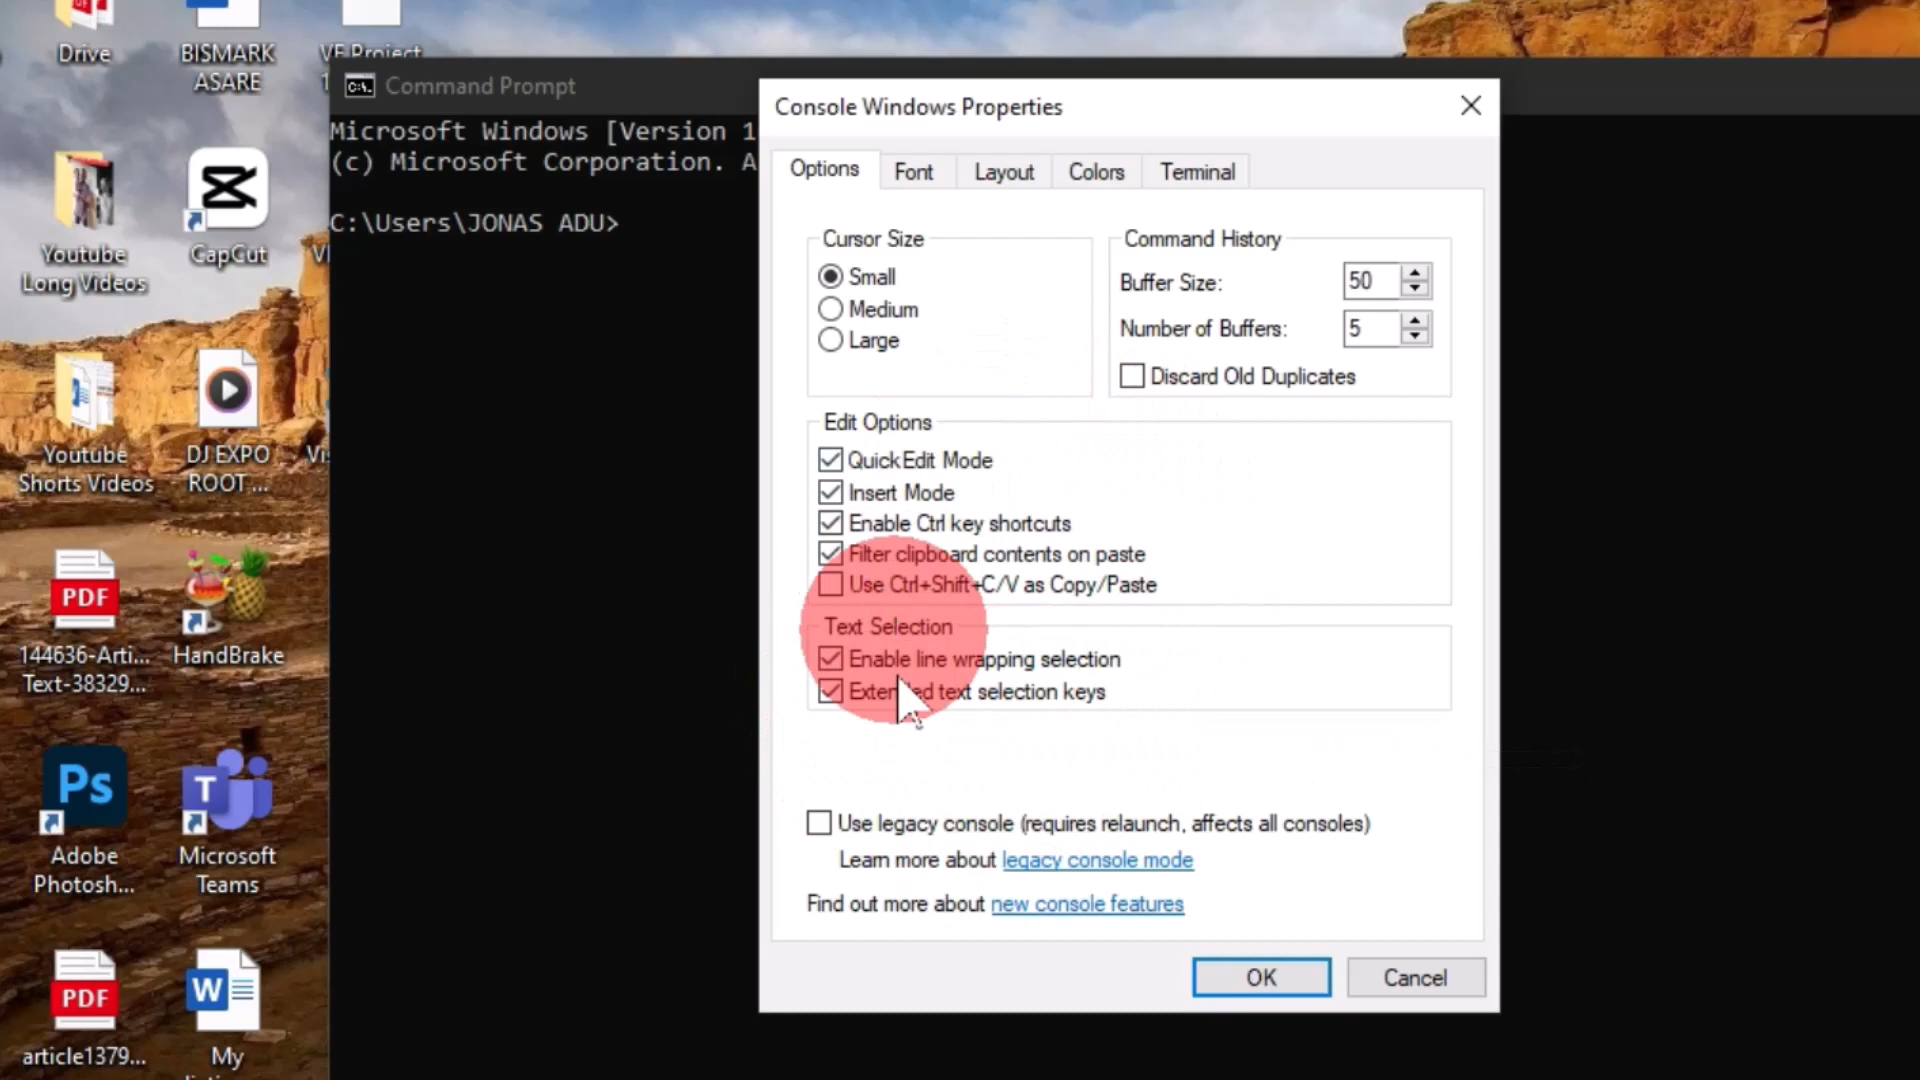 Drive
BISMARK
ASARE
VF Project
Youtube
Long Videos
CapCut
Youtube
Shorts Videos
DJ EXPO
ROOT ...
PDF
144636-Arti...
Text-38329...
HandBrake
Ps
Adobe
Photosh...
T
Microsoft
Teams
PDF
article1379...
W
My
Command Prompt
Microsoft Windows [Version 1
(c) Microsoft Corporation. A
C:\Users\JONAS ADU>
Console Windows Properties
Options
Font
Layout
Colors
Terminal
Cursor Size
Small
Medium
Large
Command History
Buffer Size:
50
Number of Buffers:
5
Discard Old Duplicates
Edit Options
QuickEdit Mode
Insert Mode
Enable Ctrl key shortcuts
Filter clipboard contents on paste
Use Ctrl+Shift+C/V as Copy/Paste
Text Selection
Enable line wrapping selection
Extended text selection keys
Use legacy console (requires relaunch, affects all consoles)
Learn more about legacy console mode
Find out more about new console features
OK
Cancel